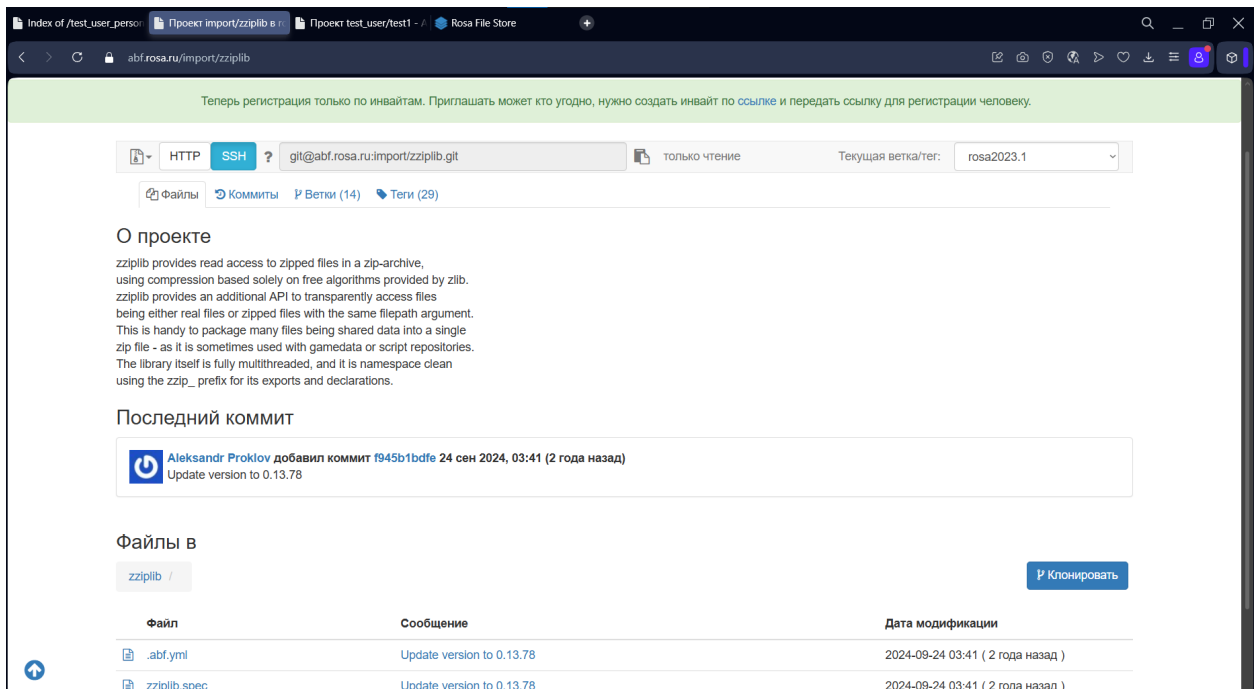 Index of /test_user_person
Проект import/zziplib в го
Проект test_user/test1 - A
Rosa File Store
abf.rosa.ru/import/zziplib
Теперь регистрация только по инвайтам. Приглашать может кто угодно, нужно создать инвайт по ссылке и передать ссылку для регистрации человеку.
HTTP SSH ? git@abf.rosa.ru:import/zziplib.git только чтение Текущая ветка/тег: rosa2023.1
Файлы Коммиты Ветки (14) Теги (29)
О проекте
zziplib provides read access to zipped files in a zip-archive,
using compression based solely on free algorithms provided by zlib.
zziplib provides an additional API to transparently access files
being either real files or zipped files with the same filepath argument.
This is handy to package many files being shared data into a single
zip file - as it is sometimes used with gamedata or script repositories.
The library itself is fully multithreaded, and it is namespace clean
using the zzip_ prefix for its exports and declarations.
Последний коммит
Aleksandr Proklov добавил коммит f945b1bdfe 24 сен 2024, 03:41 (2 года назад)
Update version to 0.13.78
Файлы в
zziplib /
Клонировать
Файл Сообщение Дата модификации
.abf.yml Update version to 0.13.78 2024-09-24 03:41 ( 2 года назад )
zziplib.spec Update version to 0.13.78 2024-09-24 03:41 ( 2 года назад )